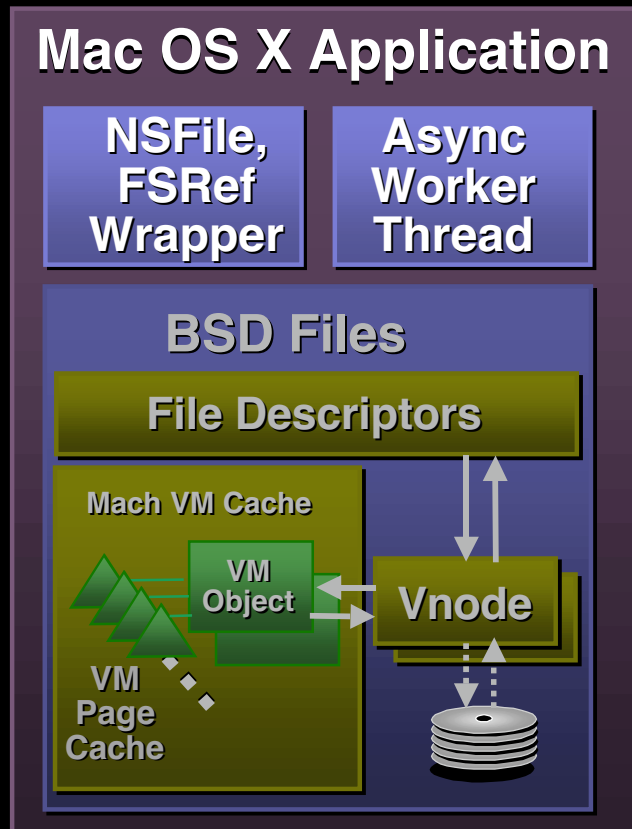 Mac OS X Application
NSFile,
FSRef
Wrapper
Async
Worker
Thread
BSD Files
File Descriptors
Mach VM Cache
VM
Object
Vnode
VM
Page
Cache